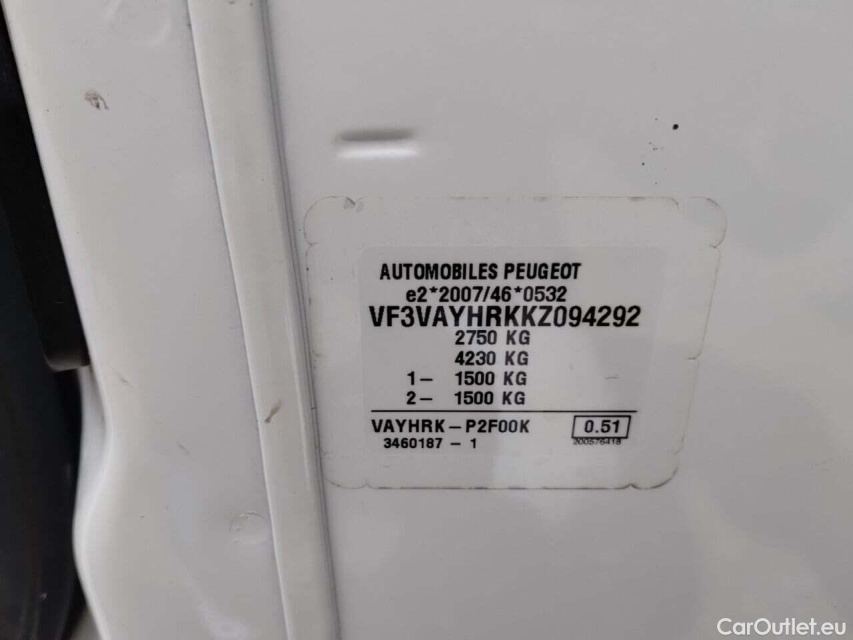 AUTOMOBILES PEUGEOT
e2*2007/46*0532
VF3VAYHRKKZ094292
2750 KG
4230 KG
1– 1500 KG
2– 1500 KG
VAYHRK–P2F00K 0.51
3460187 – 1 200576418
CarOutlet.eu